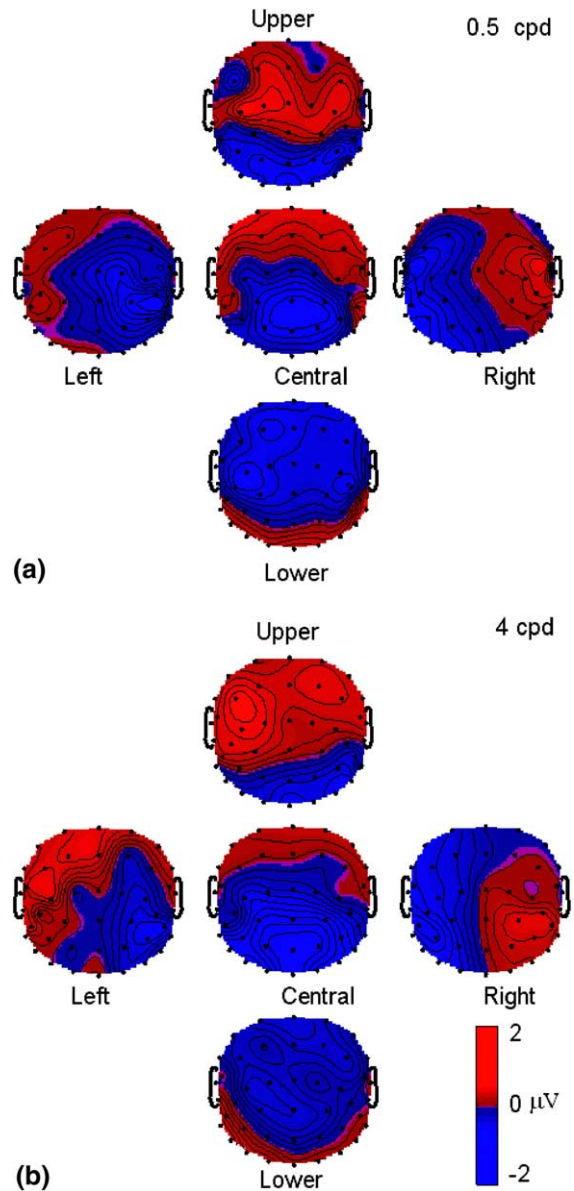 Upper
0.5 cpd
Left
Central
Right
(a)
Lower
Upper
4 cpd
Left
Central
Right
2
0 μV
-2
(b)
Lower